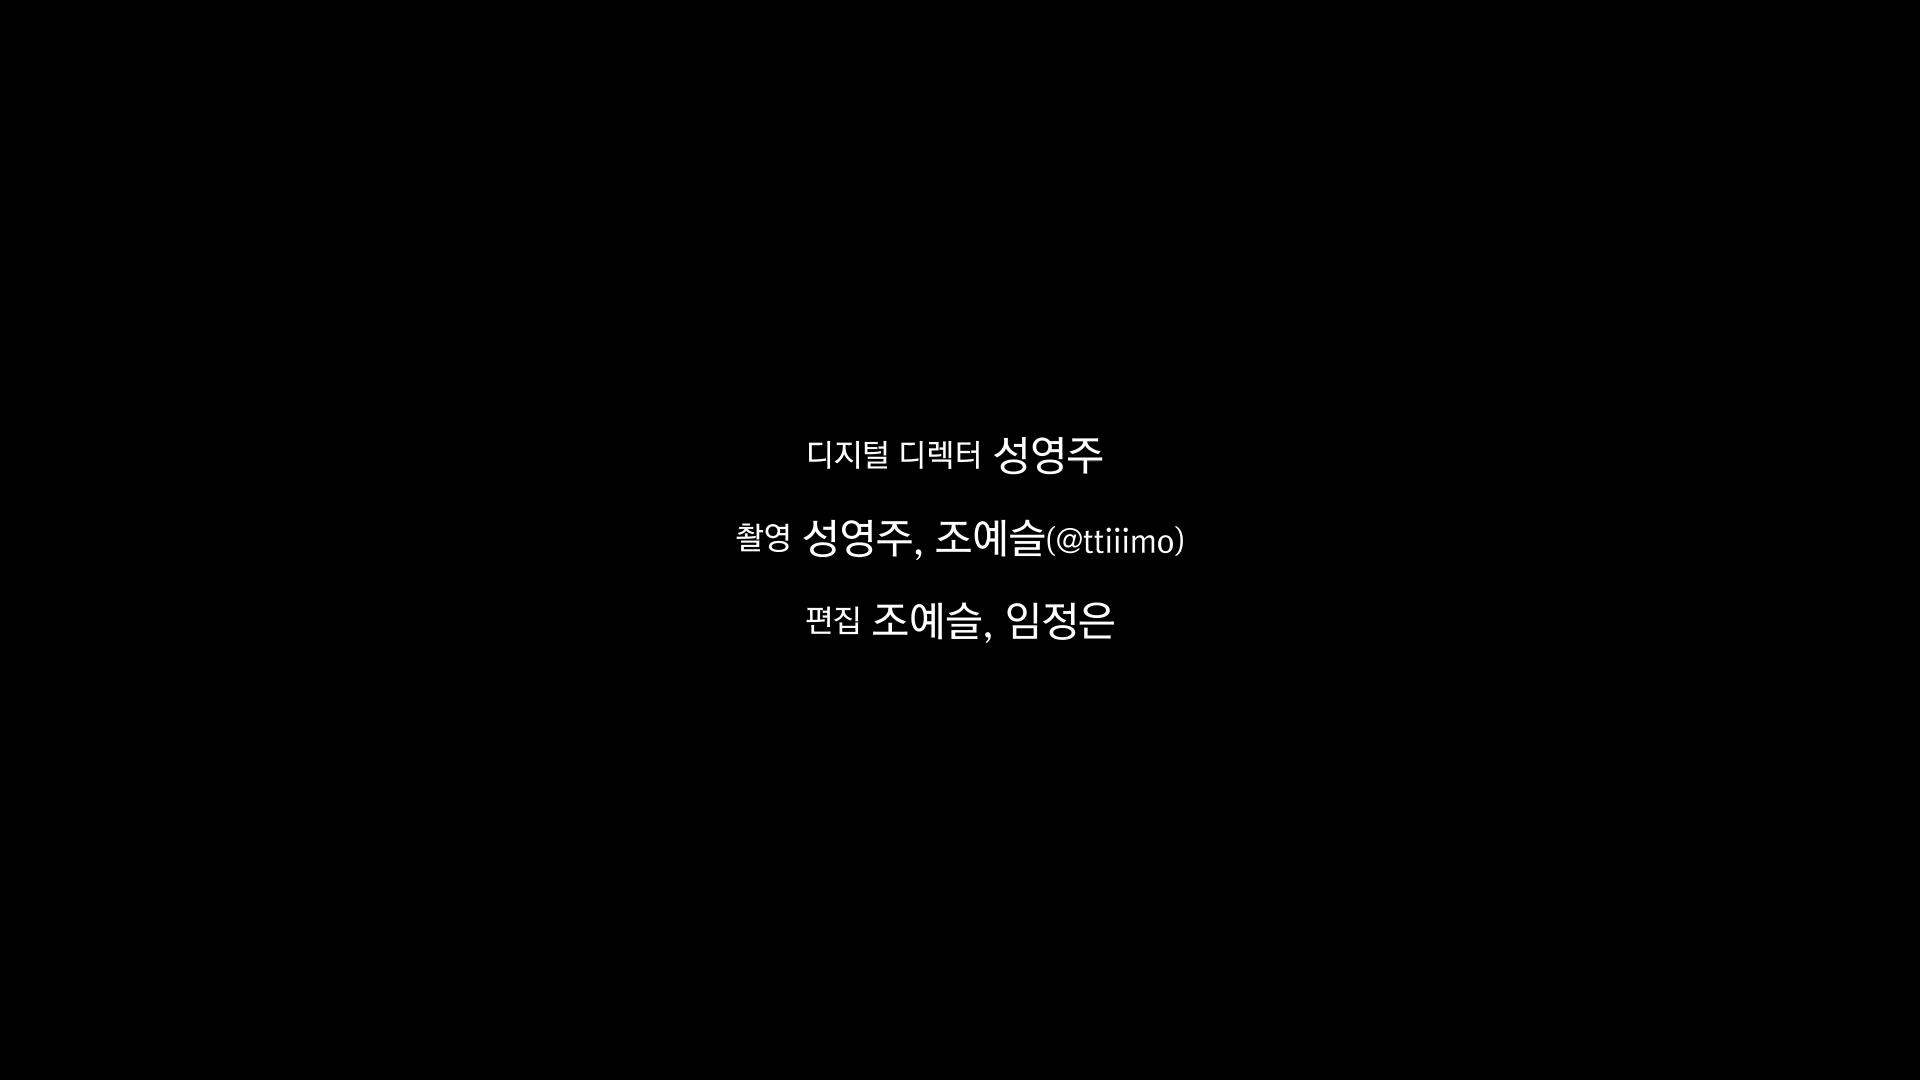 디지털 디렉터 성영주
촬영 성영주, 조예슬(@ttiiimo)
편집 조예슬, 임정은